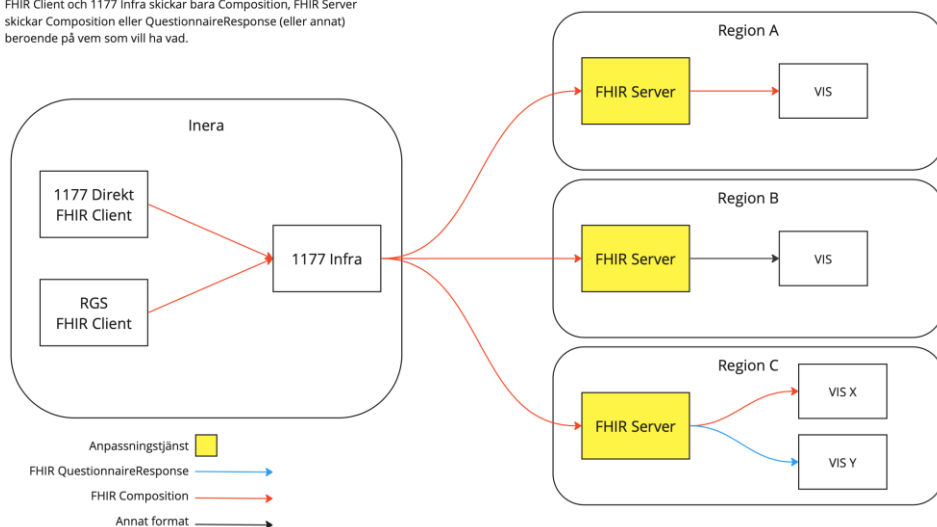 FHIR Client och 1177 Infra skickar bara Composition, FHIR Server
skickar Composition eller QuestionnaireResponse (eller annat)
beroende på vem som vill ha vad.
Inera
1177 Direkt
FHIR Client
RGS
FHIR Client
1177 Infra
Region A
FHIR Server
VIS
Region B
FHIR Server
VIS
Region C
FHIR Server
VIS X
VIS Y
Anpassningstjänst
FHIR QuestionnaireResponse
FHIR Composition
Annat format